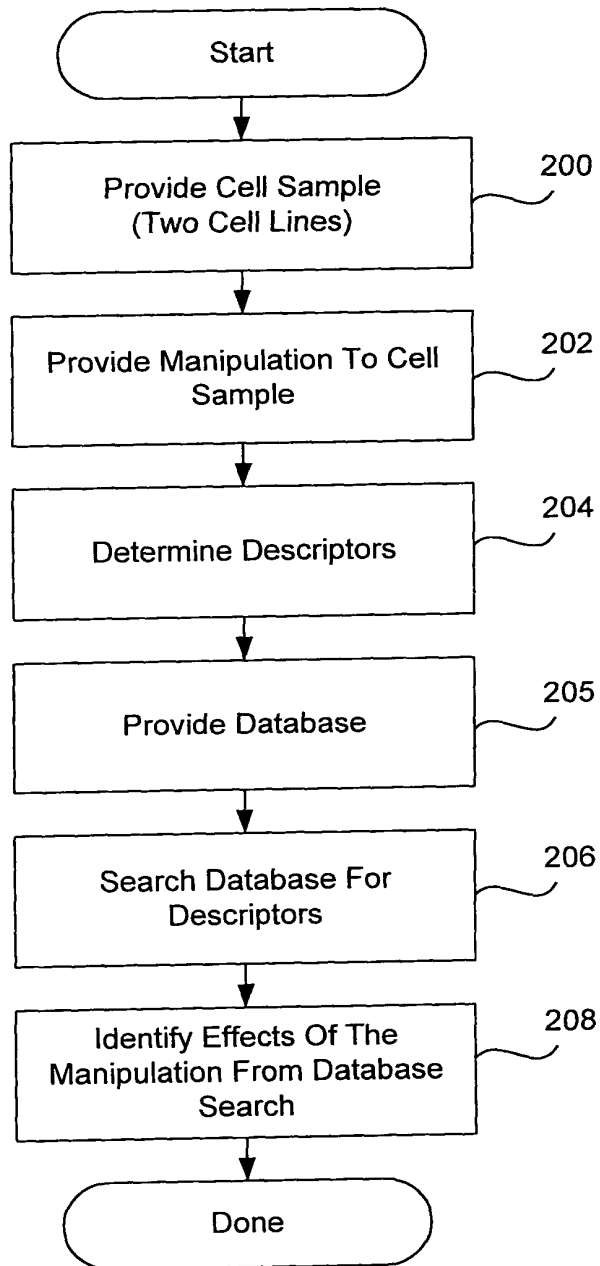 Start
200
Provide Cell Sample
(Two Cell Lines)
202
Provide Manipulation To Cell
Sample
204
Determine Descriptors
205
Provide Database
206
Search Database For
Descriptors
208
Identify Effects Of The
Manipulation From Database
Search
Done